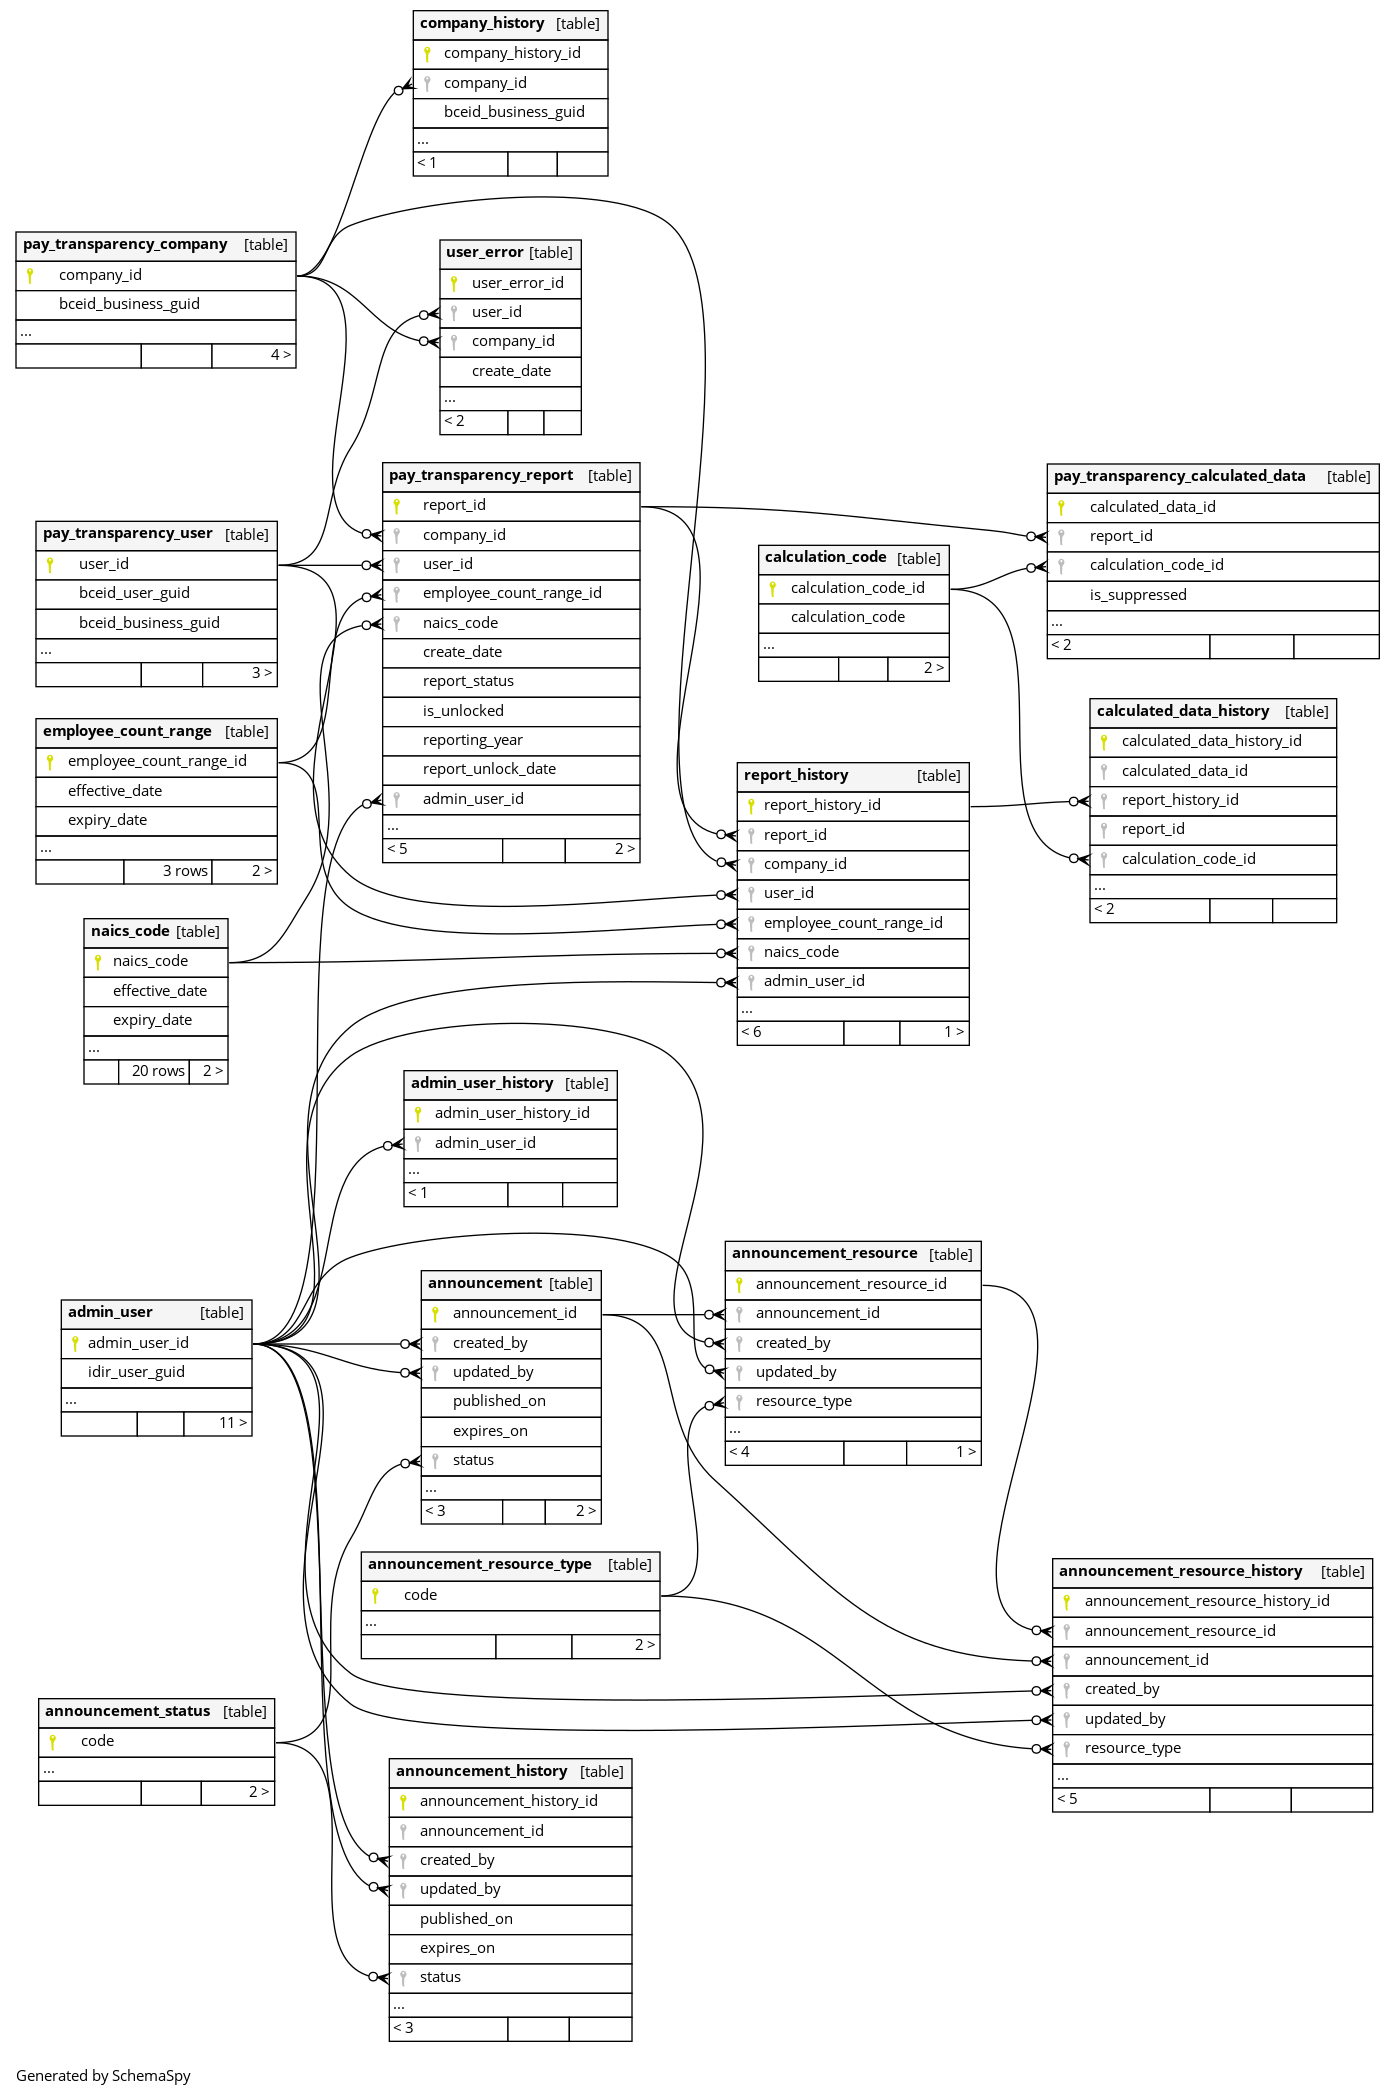 company_history [table]
company_history_id
company_id
bceid_business_guid
...
< 1
pay_transparency_company [table]
company_id
bceid_business_guid
...
4 >
user_error [table]
user_error_id
user_id
company_id
create_date
...
< 2
pay_transparency_report [table]
report_id
company_id
user_id
employee_count_range_id
naics_code
create_date
report_status
is_unlocked
reporting_year
report_unlock_date
admin_user_id
...
< 5 2 >
pay_transparency_calculated_data [table]
calculated_data_id
report_id
calculation_code_id
is_suppressed
...
< 2
pay_transparency_user [table]
user_id
bceid_user_guid
bceid_business_guid
...
3 >
calculation_code [table]
calculation_code_id
calculation_code
...
2 >
calculated_data_history [table]
calculated_data_history_id
calculated_data_id
report_history_id
report_id
calculation_code_id
...
< 2
employee_count_range [table]
employee_count_range_id
effective_date
expiry_date
...
3 rows 2 >
report_history [table]
report_history_id
report_id
company_id
user_id
employee_count_range_id
naics_code
admin_user_id
...
< 6 1 >
naics_code [table]
naics_code
effective_date
expiry_date
...
20 rows 2 >
admin_user_history [table]
admin_user_history_id
admin_user_id
...
< 1
announcement_resource [table]
announcement_resource_id
announcement_id
created_by
updated_by
resource_type
...
< 4 1 >
announcement [table]
announcement_id
created_by
updated_by
published_on
expires_on
status
...
< 3 2 >
admin_user [table]
admin_user_id
idir_user_guid
...
11 >
announcement_resource_type [table]
code
...
2 >
announcement_resource_history [table]
announcement_resource_history_id
announcement_resource_id
announcement_id
created_by
updated_by
resource_type
...
< 5
announcement_status [table]
code
...
2 >
announcement_history [table]
announcement_history_id
announcement_id
created_by
updated_by
published_on
expires_on
status
...
< 3
Generated by SchemaSpy